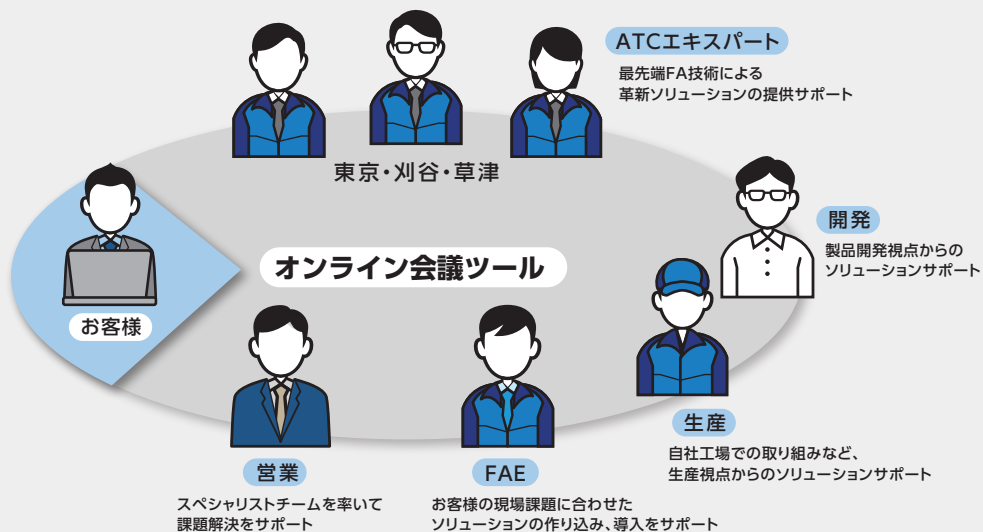 ATCエキスパート
最先端FA技術による
革新ソリューションの提供サポート
東京・刈谷・草津
開発
製品開発視点からの
ソリューションサポート
オンライン会議ツール
お客様
生産
自社工場での取り組みなど、
生産視点からのソリューションサポート
営業
スペシャリストチームを率いて
課題解決をサポート
FAE
お客様の現場課題に合わせた
ソリューションの作り込み、導入をサポート